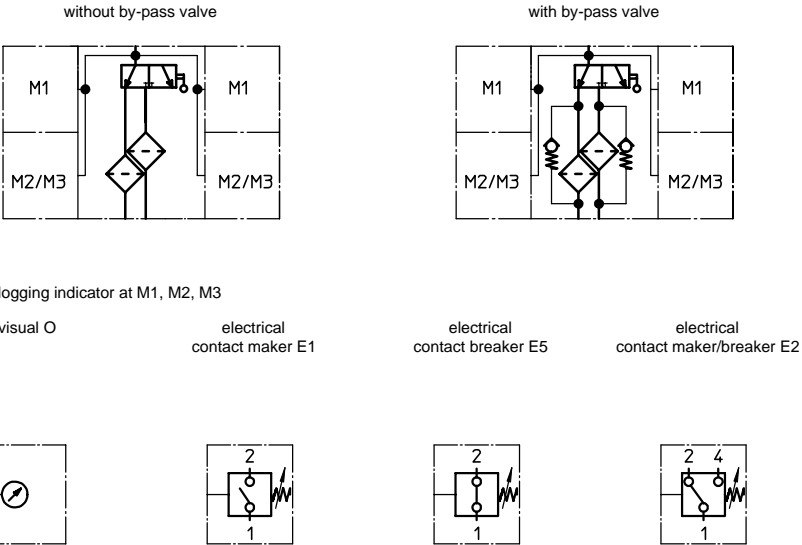 without by-pass valve
with by-pass valve
M1
M1
M1
M1
M2/M3
M2/M3
M2/M3
M2/M3
logging indicator at M1, M2, M3
visual O
electrical
contact maker E1
electrical
contact breaker E5
electrical
contact maker/breaker E2
2
2
2 4
1
1
1